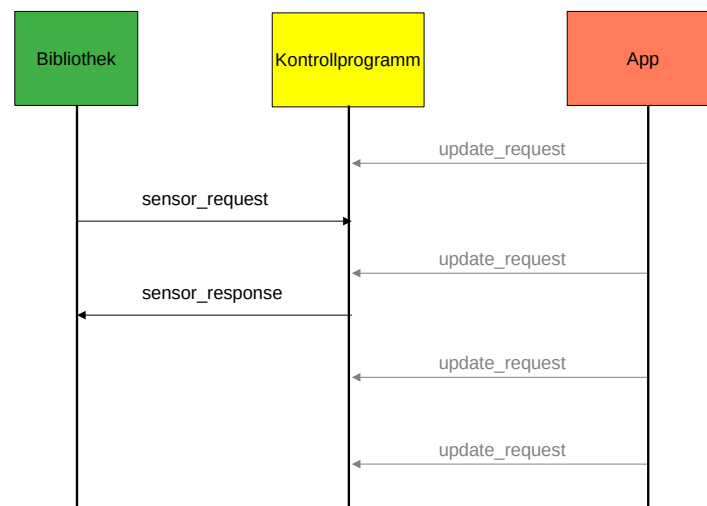 Bibliothek
Kontrollprogramm
App
update_request
sensor_request
update_request
sensor_response
update_request
update_request